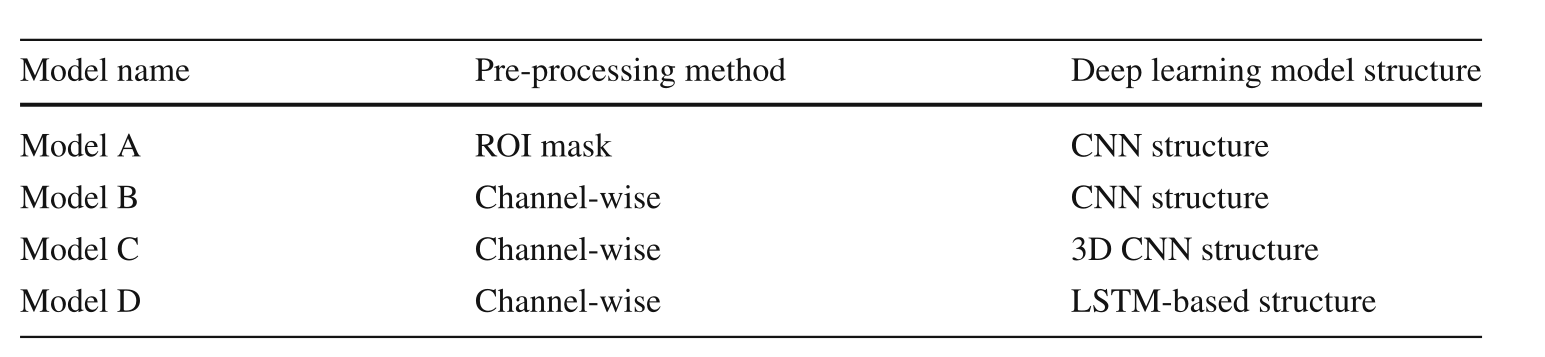 Model name Pre-processing method Deep learning model structure
Model A ROI mask CNN structure
Model B Channel-wise CNN structure
Model C Channel-wise 3D CNN structure
Model D Channel-wise LSTM-based structure